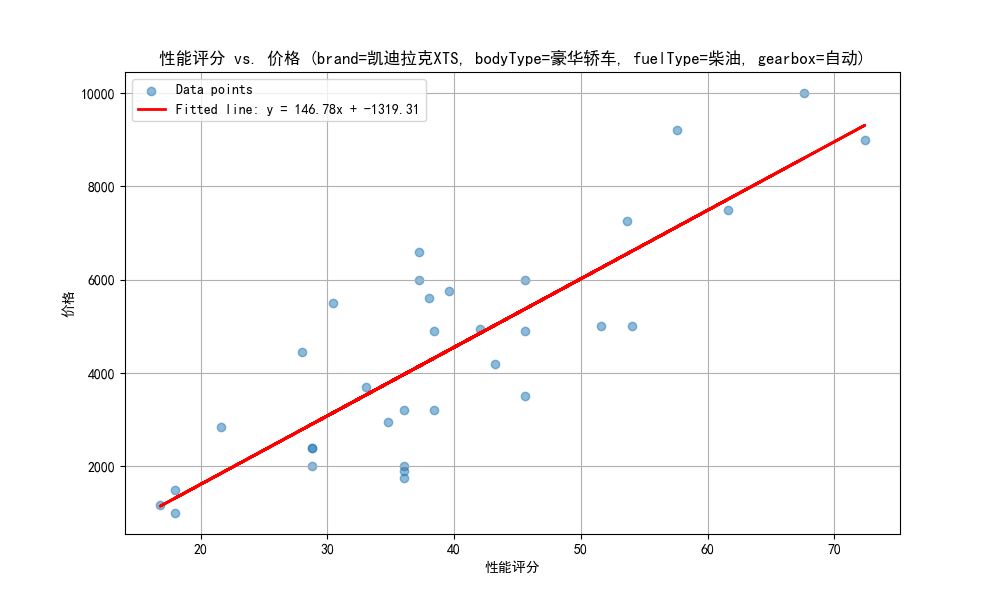 性能评分 vs. 价格 (brand=凯迪拉克XTS, bodyType=豪华轿车, fuelType=柴油, gearbox=自动)
Data points
Fitted line: y = 146.78x + -1319.31
10000
8000
6000
4000
2000
价格
20 30 40 50 60 70
性能评分